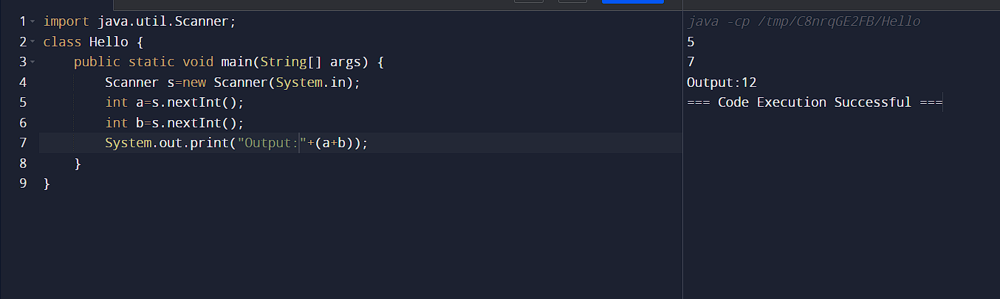 1 import java.util.Scanner;
2 class Hello {
3     public static void main(String[] args) {
4         Scanner s=new Scanner(System.in);
5         int a=s.nextInt();
6         int b=s.nextInt();
7         System.out.print("Output:"+(a+b));
8     }
9 }
java -cp /tmp/C8nrqGE2FB/Hello
5
7
Output:12
=== Code Execution Successful ===